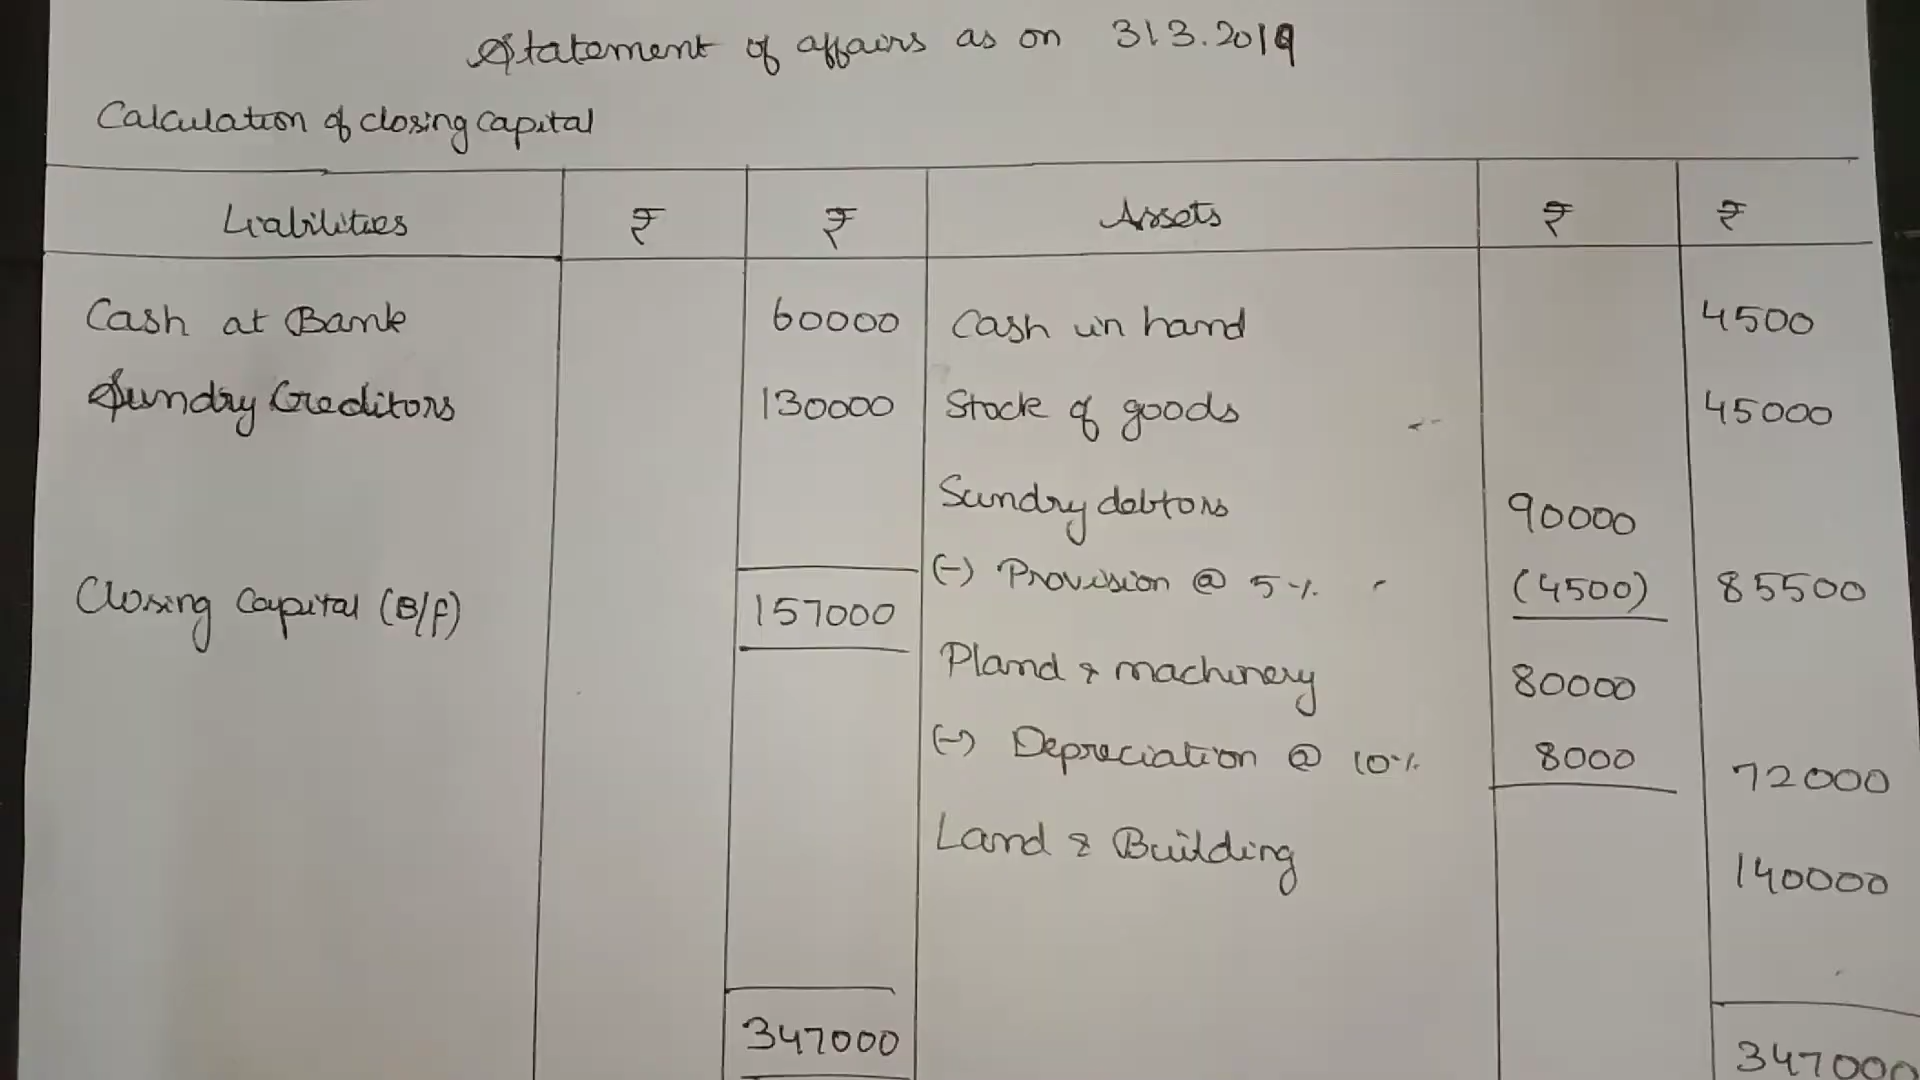 Statement of affairs as on 31 3.2019
Calculation of closing capital
Liabilities ₹ ₹ Assets ₹ ₹
Cash at Bank 60000 Cash in hand 4500
Sundry Creditors 130000 Stock of goods 45000
Sundry debtors 90000
(-) Provision @ 5% (4500) 85500
Closing Capital (B/f) 157000
Pland & machinery 80000
(-) Depreciation @ 10% 8000 72000
Land & Building 140000
347000 347000